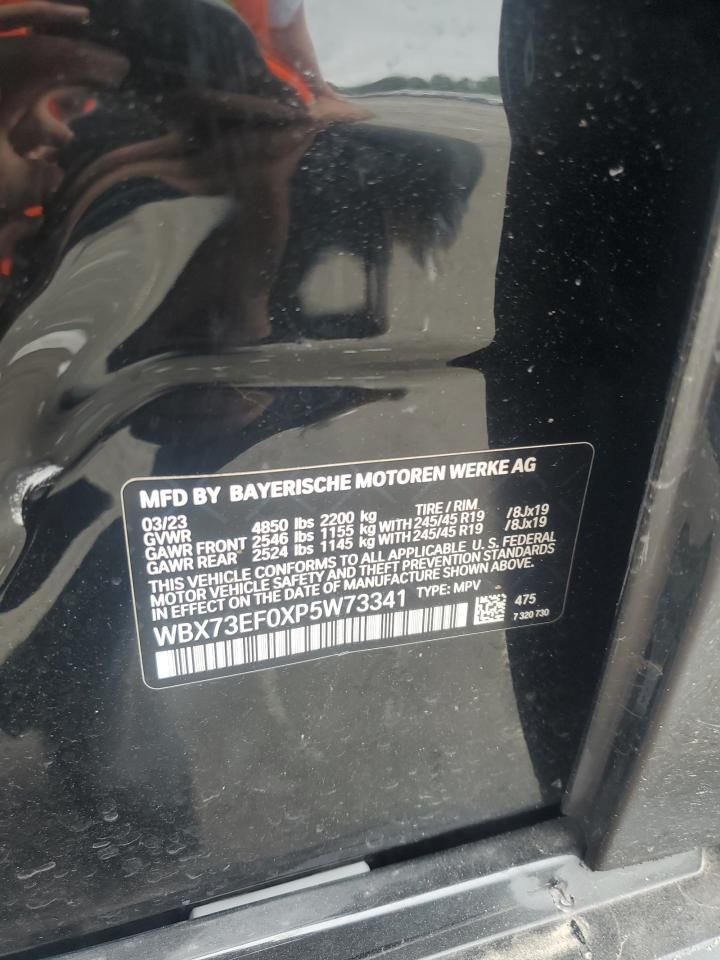 MFD BY BAYERISCHE MOTOREN WERKE AG
03/23 TIRE / RIM
GVWR 4850 lbs 2200 kg
GAWR FRONT 2546 lbs 1155 kg WITH 245/45 R19 /8Jx19
GAWR REAR 2524 lbs 1145 kg WITH 245/45 R19 /8Jx19
THIS VEHICLE CONFORMS TO ALL APPLICABLE U.S. FEDERAL
MOTOR VEHICLE SAFETY AND THEFT PREVENTION STANDARDS
IN EFFECT ON THE DATE OF MANUFACTURE SHOWN ABOVE.
WBX73EF0XP5W73341 TYPE: MPV
475
7 320 730